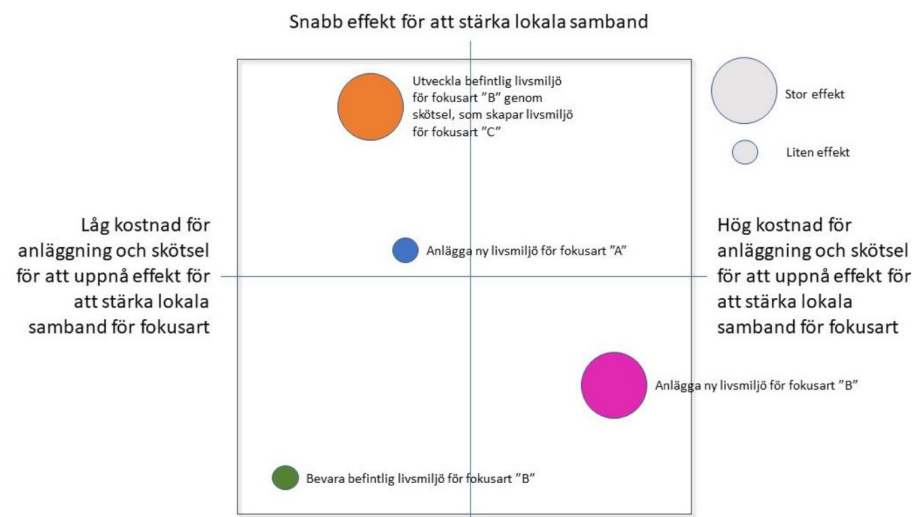 Snabb effekt för att stärka lokala samband
Utveckla befintlig livsmiljö
för fokusart ”B” genom
skötsel, som skapar livsmiljö
för fokusart ”C”
Stor effekt
Liten effekt
Låg kostnad för
anläggning och skötsel
för att uppnå effekt för
att stärka lokala
samband för fokusart
Anlägga ny livsmiljö för fokusart ”A”
Hög kostnad för
anläggning och skötsel
för att uppnå effekt för
att stärka lokala
samband för fokusart
Anlägga ny livsmiljö för fokusart ”B”
Bevara befintlig livsmiljö för fokusart ”B”